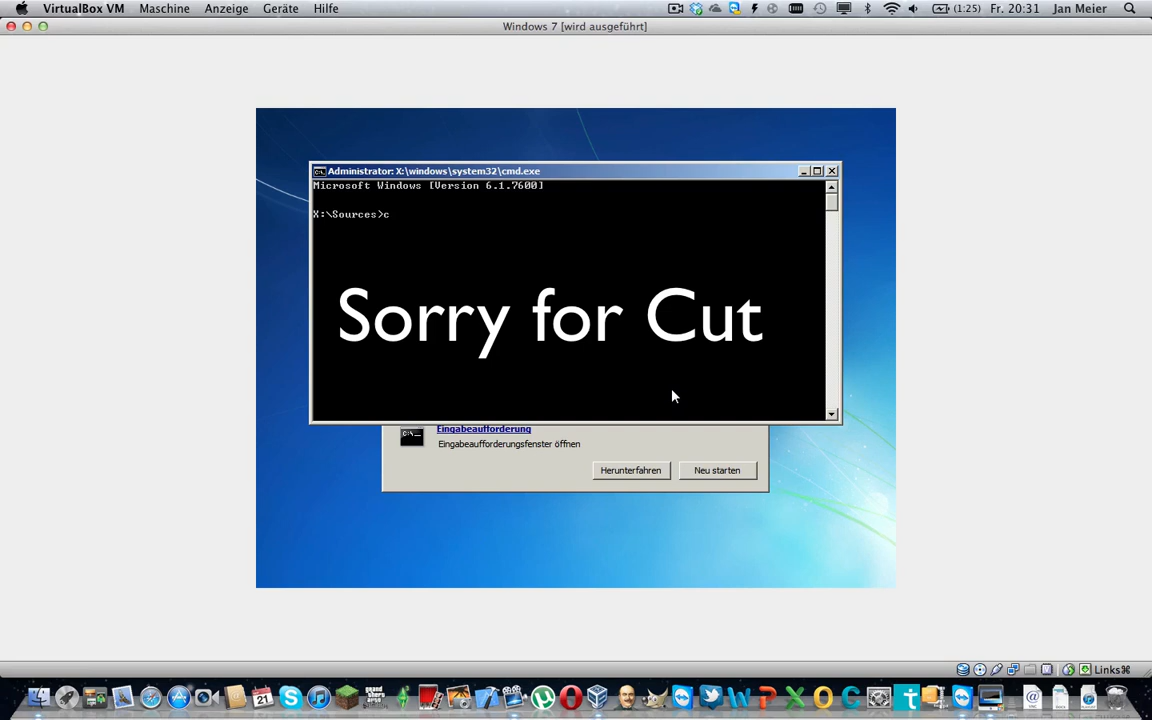 VirtualBox VM Maschine Anzeige Geräte Hilfe (1:25) Fr. 20:31 Jan Meier
Windows 7 [wird ausgeführt]
Administrator: X:\windows\system32\cmd.exe
Microsoft Windows [Version 6.1.7600]
X:\Sources>c
Sorry for Cut
Eingabeaufforderung
Eingabeaufforderungsfenster öffnen
Herunterfahren Neu starten
Links⌘